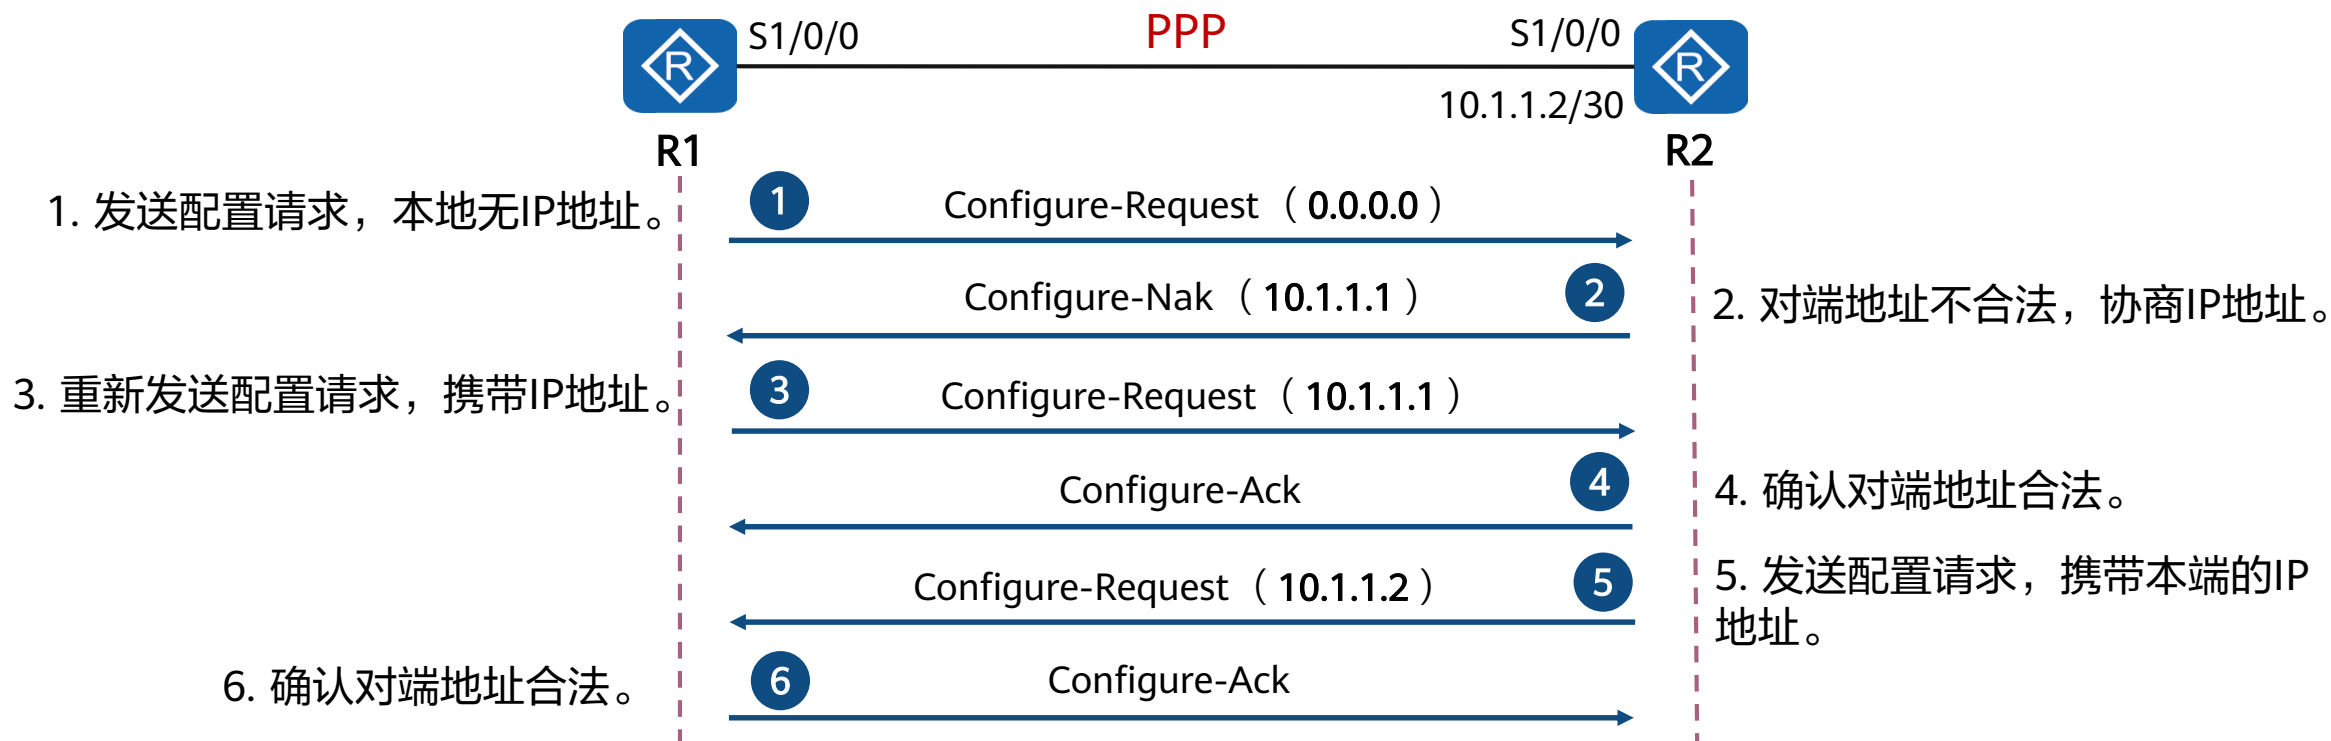 S1/0/0
PPP
S1/0/0
R
R
10.1.1.2/30
R1
R2
1. 发送配置请求，本地无IP地址。
1
Configure-Request（0.0.0.0）
Configure-Nak（10.1.1.1）
2
2. 对端地址不合法，协商IP地址。
3. 重新发送配置请求，携带IP地址。
3
Configure-Request（10.1.1.1）
Configure-Ack
4
4. 确认对端地址合法。
Configure-Request（10.1.1.2）
5
5. 发送配置请求，携带本端的IP
地址。
6. 确认对端地址合法。
6
Configure-Ack